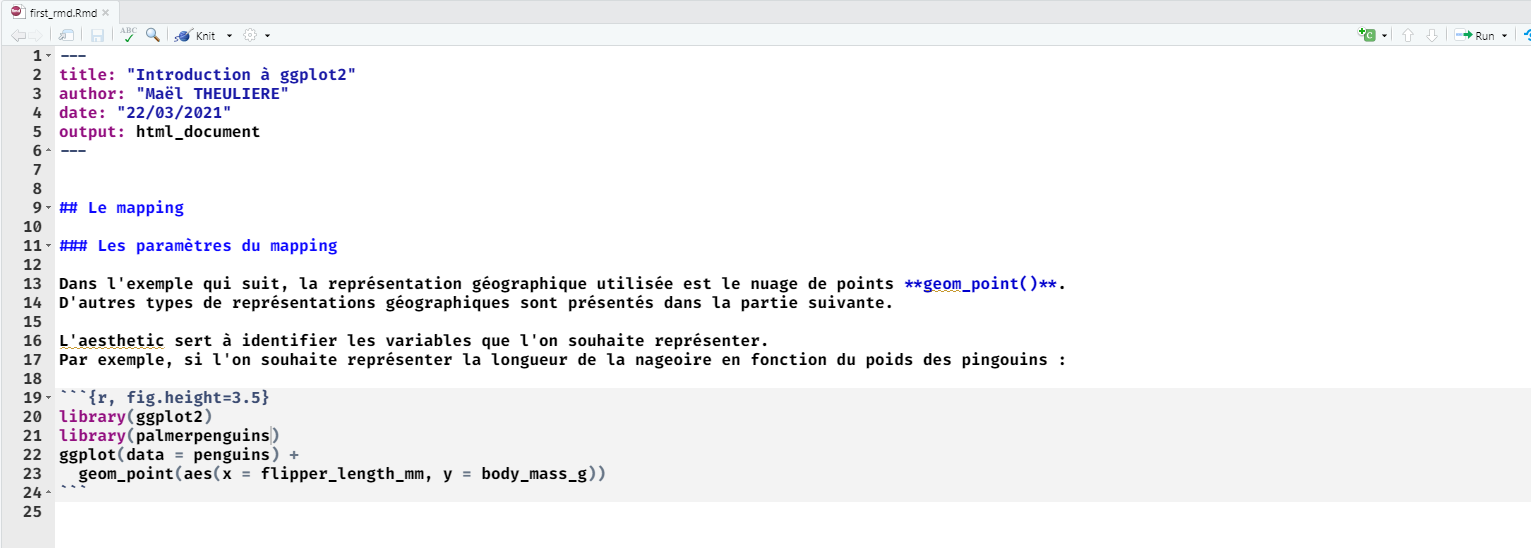 first_rmd.Rmd
ABC Knit Run
1 ---
2 title: "Introduction à ggplot2"
3 author: "Maël THEULIERE"
4 date: "22/03/2021"
5 output: html_document
6 ---
7
8
9 ## Le mapping
10
11 ### Les paramètres du mapping
12
13 Dans l'exemple qui suit, la représentation géographique utilisée est le nuage de points **geom_point()**.
14 D'autres types de représentations géographiques sont présentés dans la partie suivante.
15
16 L'aesthetic sert à identifier les variables que l'on souhaite représenter.
17 Par exemple, si l'on souhaite représenter la longueur de la nageoire en fonction du poids des pingouins :
18
19 ```{r, fig.height=3.5}
20 library(ggplot2)
21 library(palmerpenguins)
22 ggplot(data = penguins) +
23   geom_point(aes(x = flipper_length_mm, y = body_mass_g))
24 ```
25